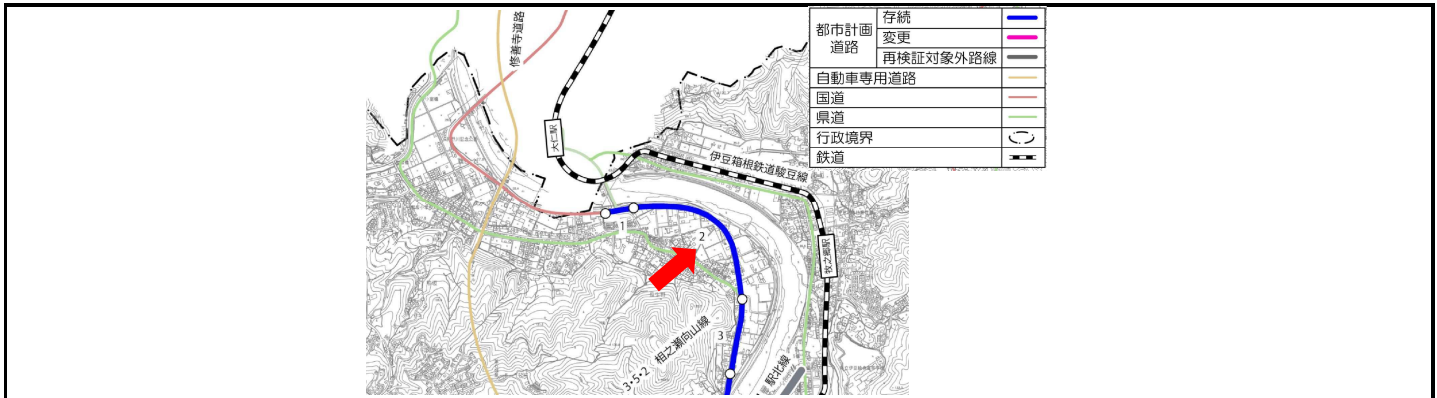 都市計画
道路
存続
変更
再検証対象外路線
自動車専用道路
国道
県道
行政境界
鉄道
修善寺道路
大仁駅
伊豆箱根鉄道駿豆線
牧之郷駅
1
2
3
3・5・2 相之瀬向山線
駅北線